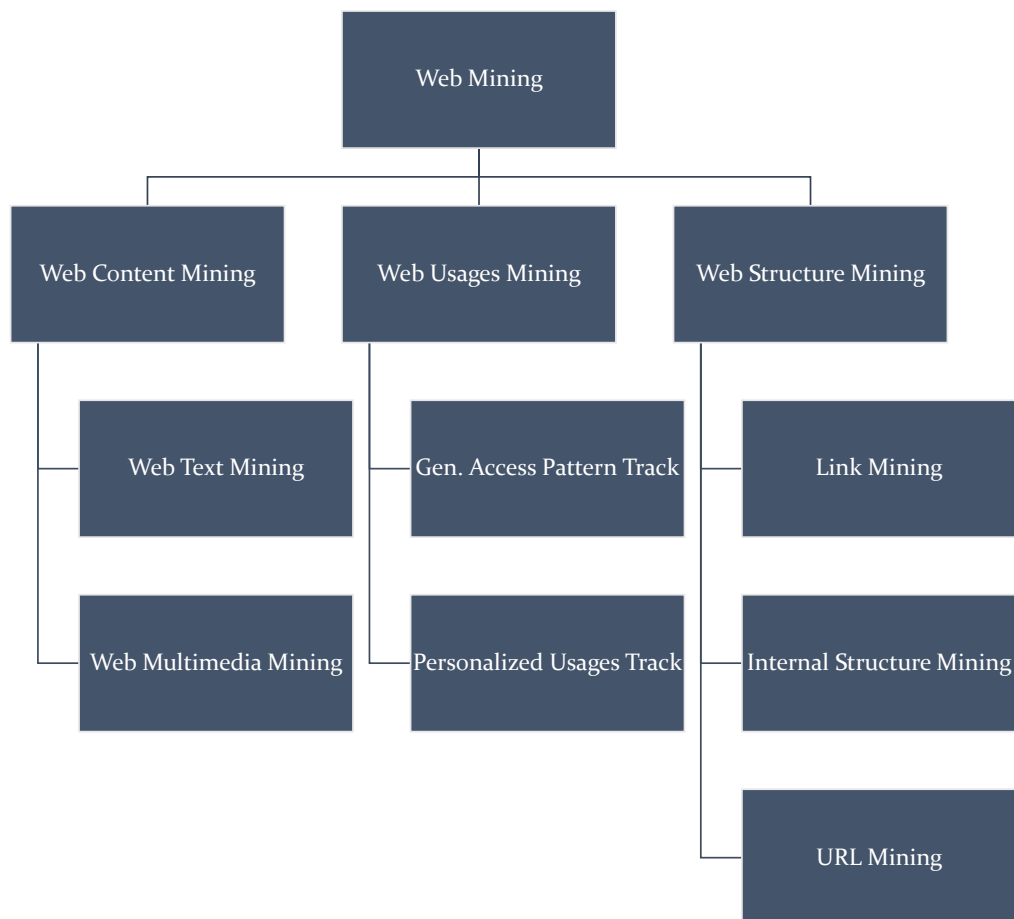 Web Mining
Web Content Mining
Web Usages Mining
Web Structure Mining
Web Text Mining
Gen. Access Pattern Track
Link Mining
Web Multimedia Mining
Personalized Usages Track
Internal Structure Mining
URL Mining